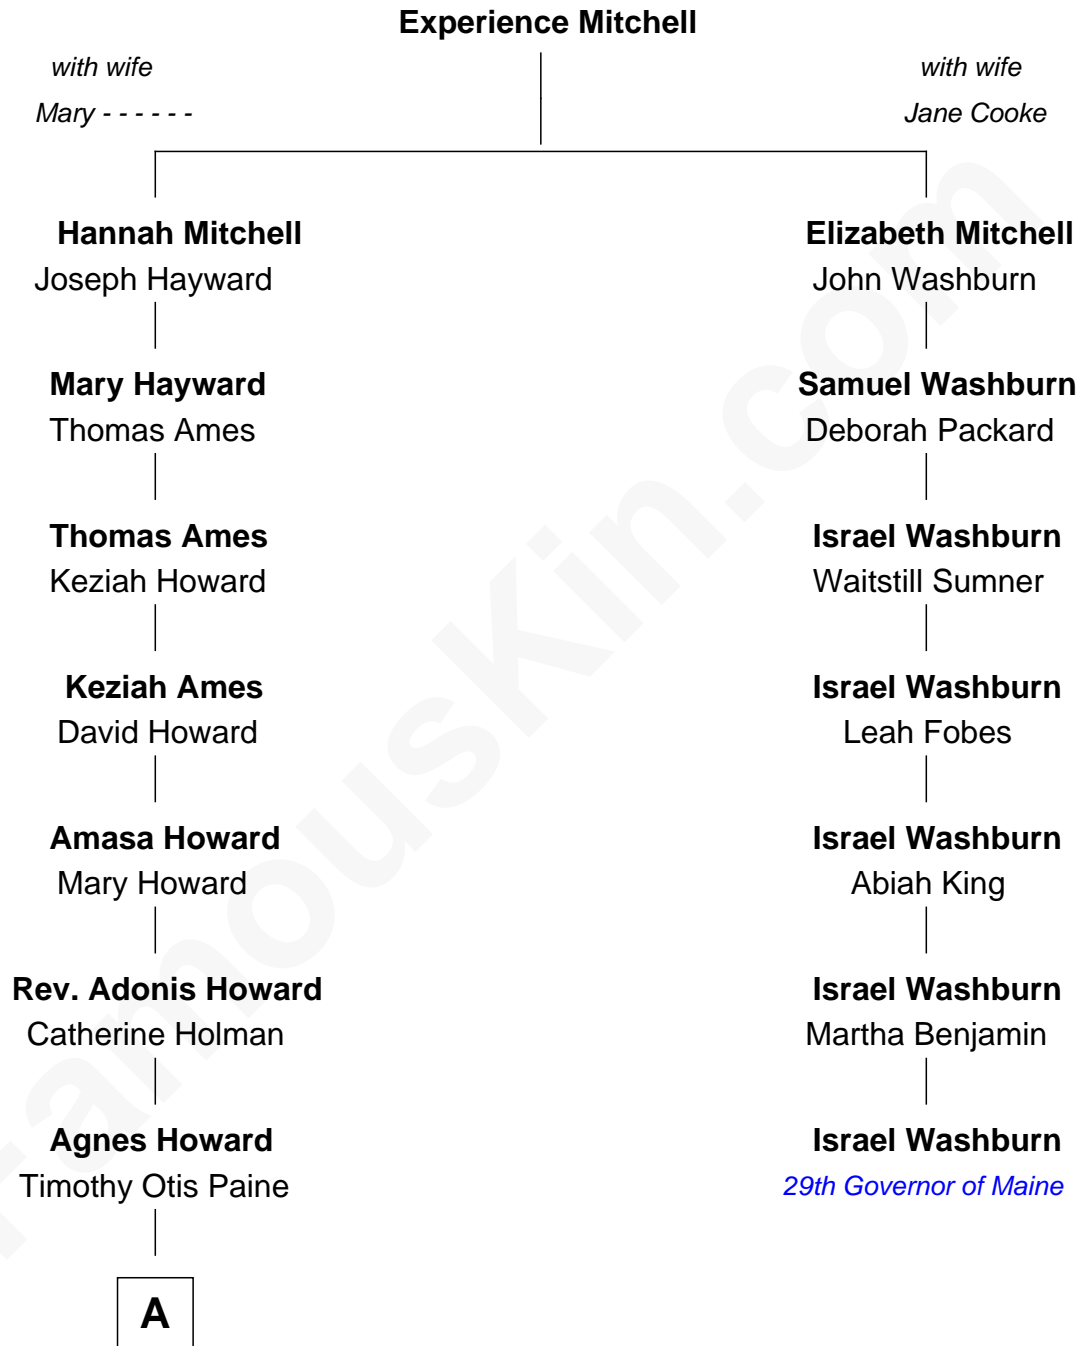 Experience Mitchell
with wife
Mary - - - - - -
with wife
Jane Cooke
Hannah Mitchell
Joseph Hayward
Elizabeth Mitchell
John Washburn
Mary Hayward
Thomas Ames
Samuel Washburn
Deborah Packard
Thomas Ames
Keziah Howard
Israel Washburn
Waitstill Sumner
Keziah Ames
David Howard
Israel Washburn
Leah Fobes
Amasa Howard
Mary Howard
Israel Washburn
Abiah King
Rev. Adonis Howard
Catherine Holman
Israel Washburn
Martha Benjamin
Agnes Howard
Timothy Otis Paine
Israel Washburn
29th Governor of Maine
A
FamousKin.com